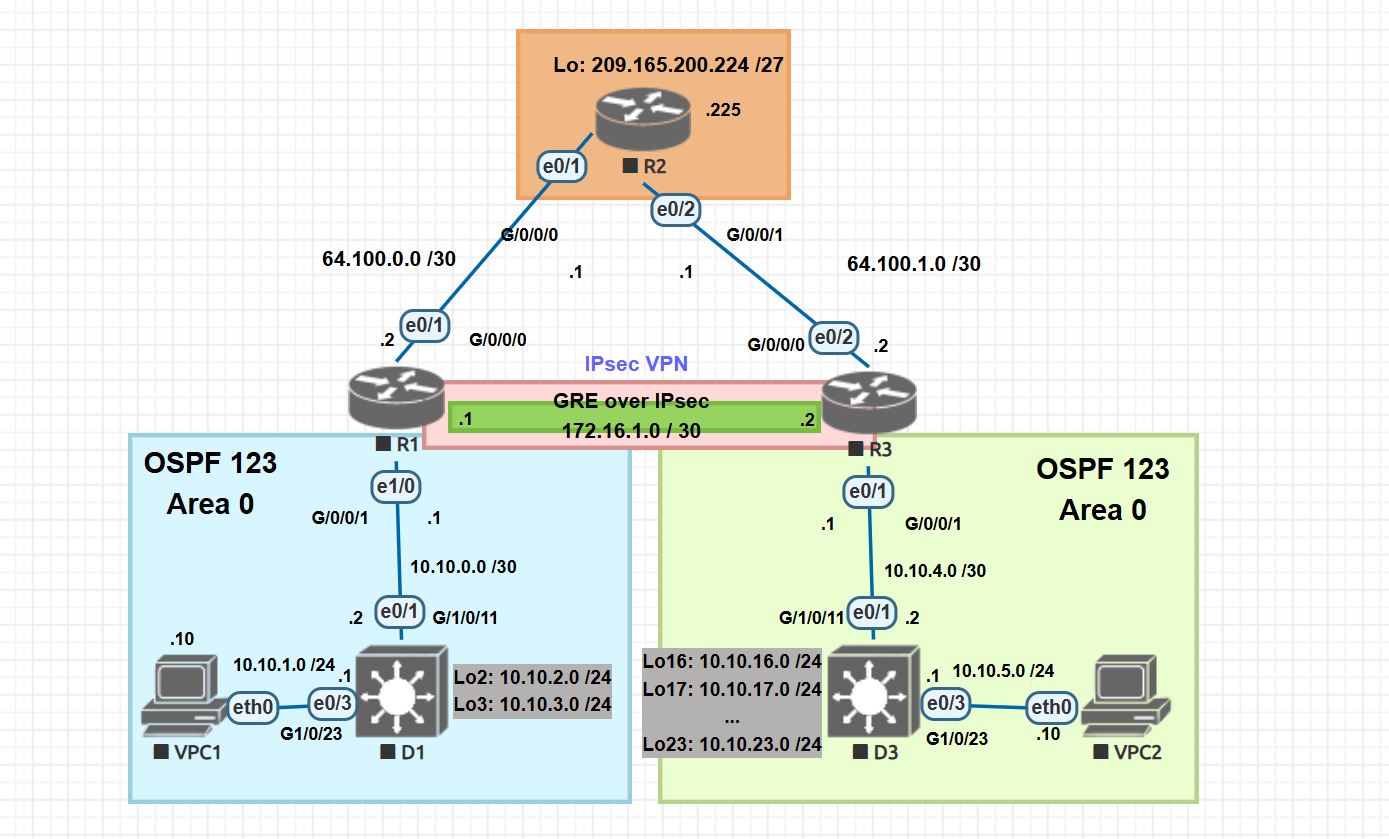 Lo: 209.165.200.224 /27
.225
e0/1
R2
e0/2
G/0/0/0
G/0/0/1
64.100.0.0 /30
.1
.1
64.100.1.0 /30
e0/1
.2
G/0/0/0
G/0/0/0
e0/2
.2
IPsec VPN
GRE over IPsec
.1
172.16.1.0 / 30
.2
R1
R3
OSPF 123
Area 0
OSPF 123
Area 0
e1/0
G/0/0/1
.1
e0/1
.1
G/0/0/1
10.10.0.0 /30
10.10.4.0 /30
.2
e0/1
G/1/0/11
G/1/0/11
e0/1
.2
.10
10.10.1.0 /24
.1
Lo2: 10.10.2.0 /24
Lo3: 10.10.3.0 /24
Lo16: 10.10.16.0 /24
Lo17: 10.10.17.0 /24
...
Lo23: 10.10.23.0 /24
.1
10.10.5.0 /24
eth0
e0/3
G1/0/23
e0/3
eth0
G1/0/23
.10
VPC1
D1
D3
VPC2